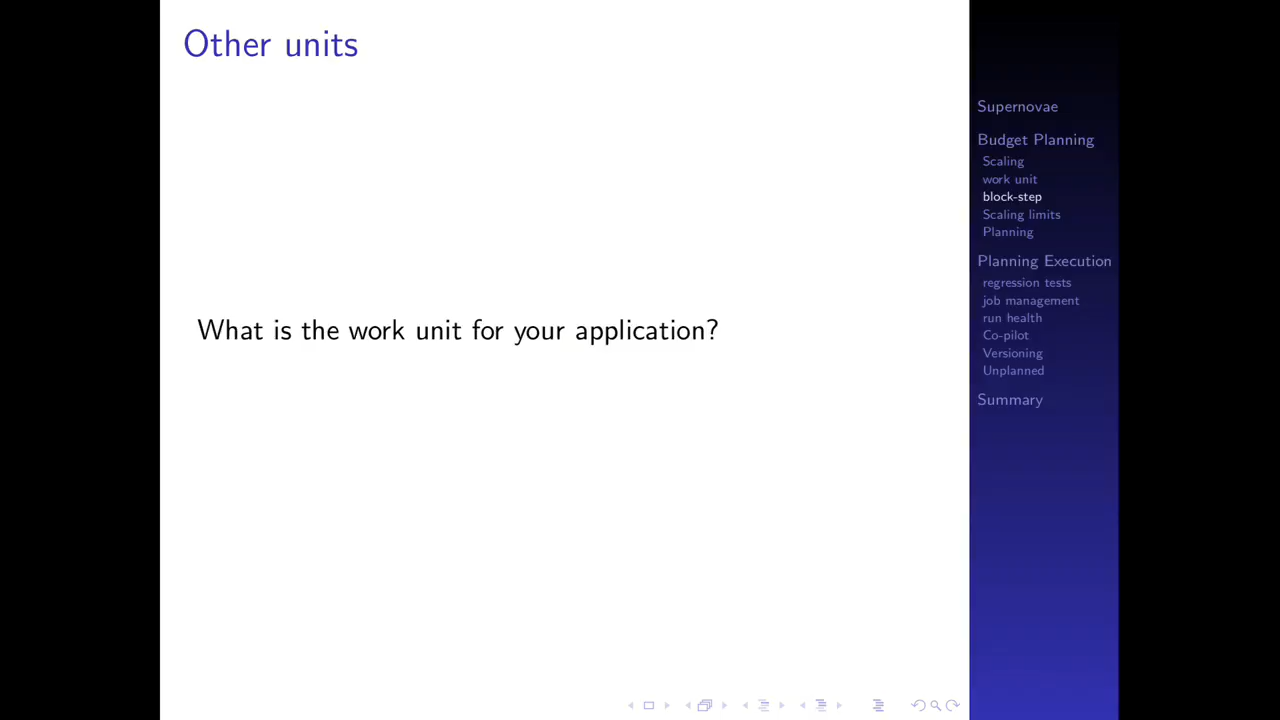 Other units
What is the work unit for your application?
Supernovae
Budget Planning
Scaling
work unit
block-step
Scaling limits
Planning
Planning Execution
regression tests
job management
run health
Co-pilot
Versioning
Unplanned
Summary